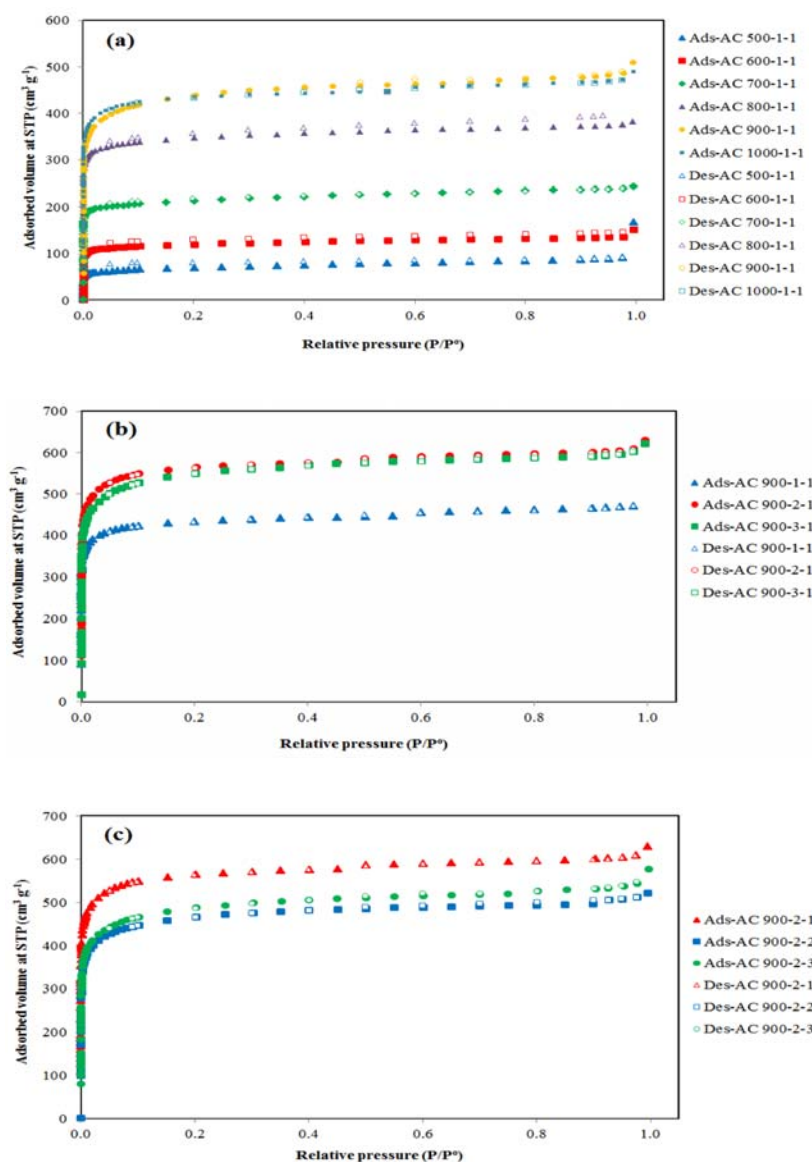 (a)
600
500
400
300
200
100
0
Adsorbed volume at STP (cm³ g⁻¹)
0.0 0.2 0.4 0.6 0.8 1.0
Relative pressure (P/Pº)
Ads-AC 500-1-1
Ads-AC 600-1-1
Ads-AC 700-1-1
Ads-AC 800-1-1
Ads-AC 900-1-1
Ads-AC 1000-1-1
Des-AC 500-1-1
Des-AC 600-1-1
Des-AC 700-1-1
Des-AC 800-1-1
Des-AC 900-1-1
Des-AC 1000-1-1
(b)
700
600
500
400
300
200
100
0
Adsorbed volume at STP (cm³ g⁻¹)
0.0 0.2 0.4 0.6 0.8 1.0
Relative pressure (P/Pº)
Ads-AC 900-1-1
Ads-AC 900-2-1
Ads-AC 900-3-1
Des-AC 900-1-1
Des-AC 900-2-1
Des-AC 900-3-1
(c)
700
600
500
400
300
200
100
0
Adsorbed volume at STP (cm³ g⁻¹)
0.0 0.2 0.4 0.6 0.8 1.0
Relative pressure (P/Pº)
Ads-AC 900-2-1
Ads-AC 900-2-2
Ads-AC 900-2-3
Des-AC 900-2-1
Des-AC 900-2-2
Des-AC 900-2-3